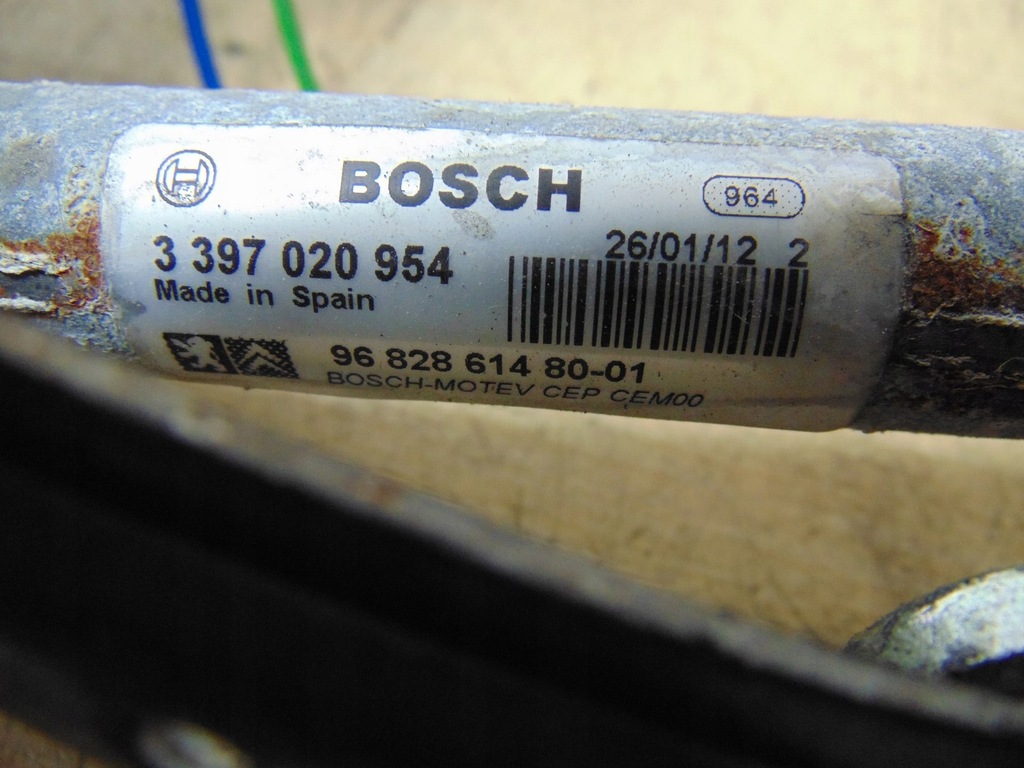 BOSCH 964
26/01/12 2
3 397 020 954
Made in Spain
96 828 614 80-01
BOSCH-MOTEV CEP CEM00